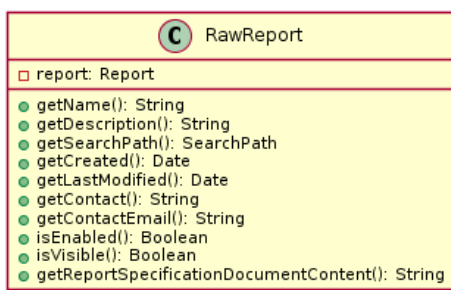 C RawReport
report: Report
getName(): String
getDescription(): String
getSearchPath(): SearchPath
getCreated(): Date
getLastModified(): Date
getContact(): String
getContactEmail(): String
isEnabled(): Boolean
isVisible(): Boolean
getReportSpecificationDocumentContent(): String